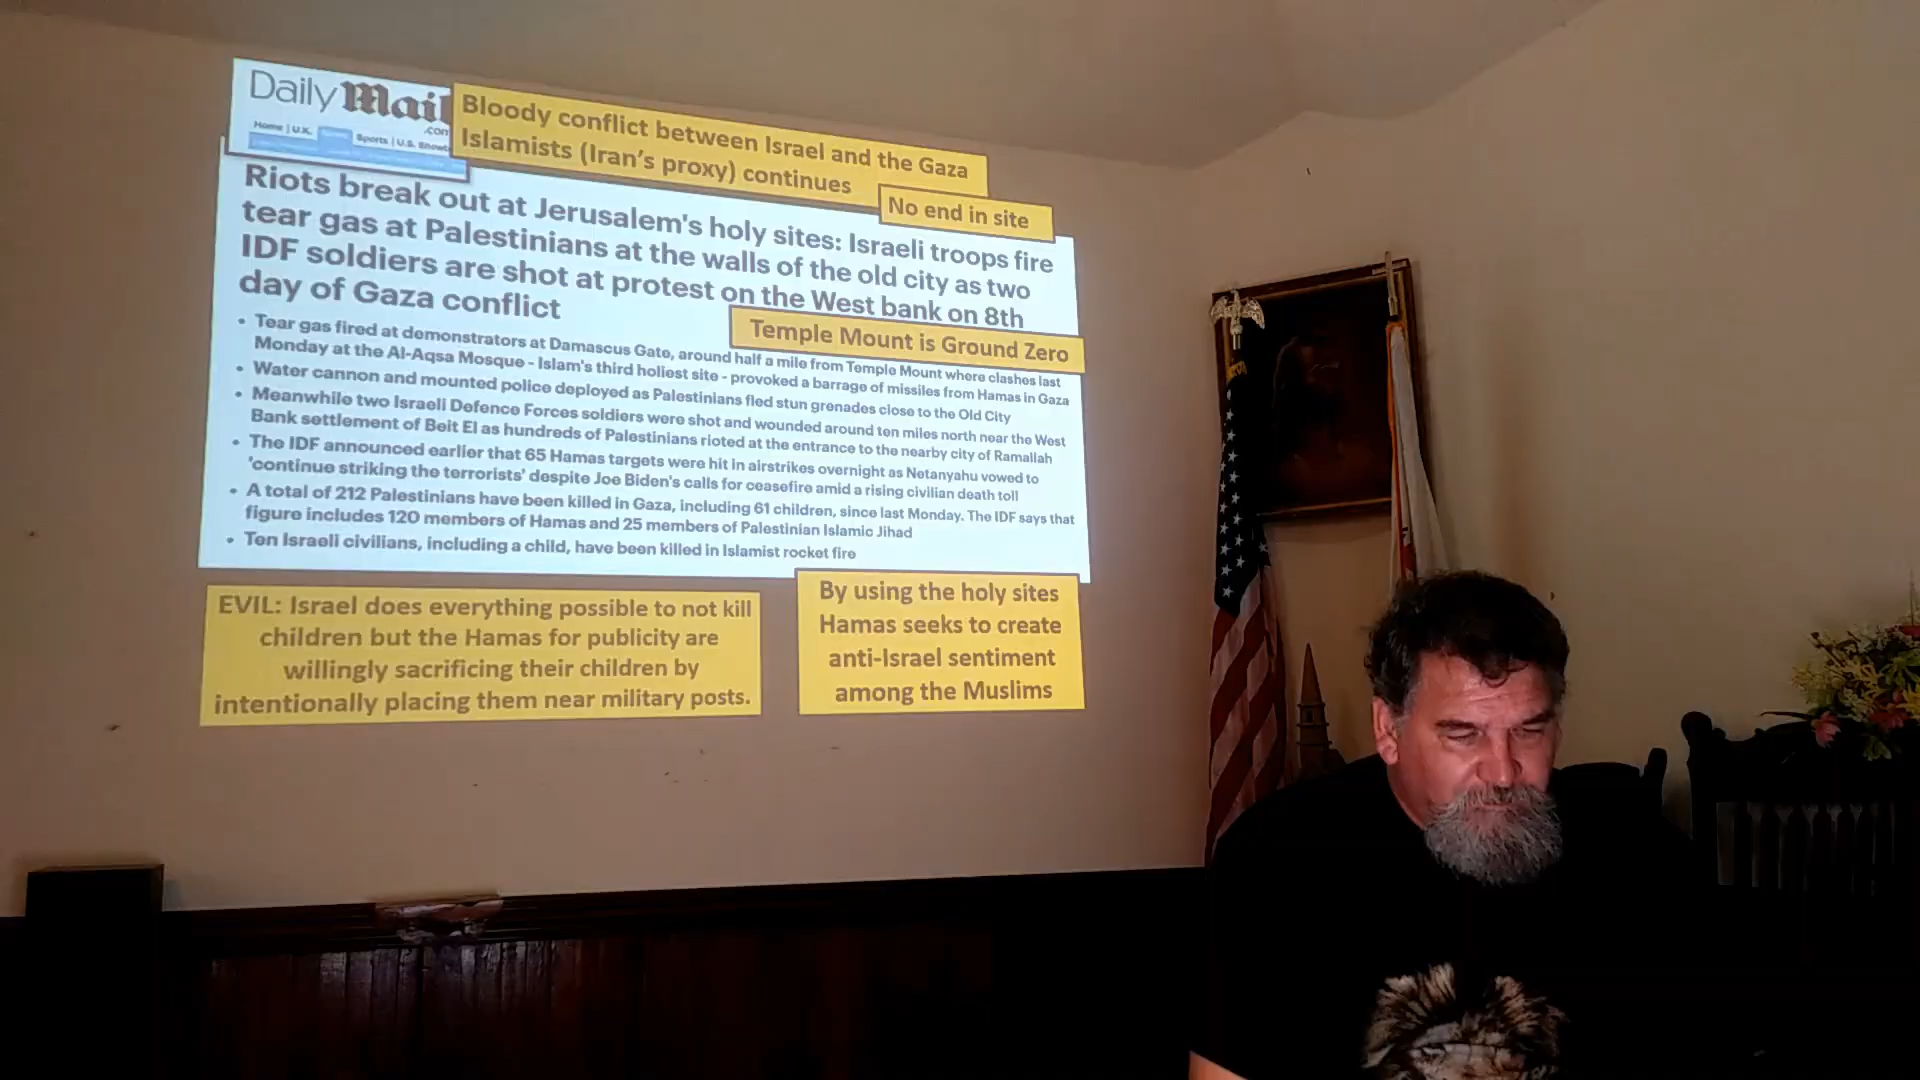 Daily Mail
.com
Home | U.K.
Sports | U.S. Showb
Bloody conflict between Israel and the Gaza
Islamists (Iran's proxy) continues
No end in site
Riots break out at Jerusalem's holy sites: Israeli troops fire
tear gas at Palestinians at the walls of the old city as two
IDF soldiers are shot at protest on the West bank on 8th
day of Gaza conflict
Temple Mount is Ground Zero
• Tear gas fired at demonstrators at Damascus Gate, around half a mile from Temple Mount where clashes last
Monday at the Al-Aqsa Mosque - Islam's third holiest site - provoked a barrage of missiles from Hamas in Gaza
• Water cannon and mounted police deployed as Palestinians fled stun grenades close to the Old City
• Meanwhile two Israeli Defence Forces soldiers were shot and wounded around ten miles north near the West
Bank settlement of Beit El as hundreds of Palestinians rioted at the entrance to the nearby city of Ramallah
• The IDF announced earlier that 65 Hamas targets were hit in airstrikes overnight as Netanyahu vowed to
'continue striking the terrorists' despite Joe Biden's calls for ceasefire amid a rising civilian death toll
• A total of 212 Palestinians have been killed in Gaza, including 61 children, since last Monday. The IDF says that
figure includes 120 members of Hamas and 25 members of Palestinian Islamic Jihad
• Ten Israeli civilians, including a child, have been killed in Islamist rocket fire
EVIL: Israel does everything possible to not kill
children but the Hamas for publicity are
willingly sacrificing their children by
intentionally placing them near military posts.
By using the holy sites
Hamas seeks to create
anti-Israel sentiment
among the Muslims